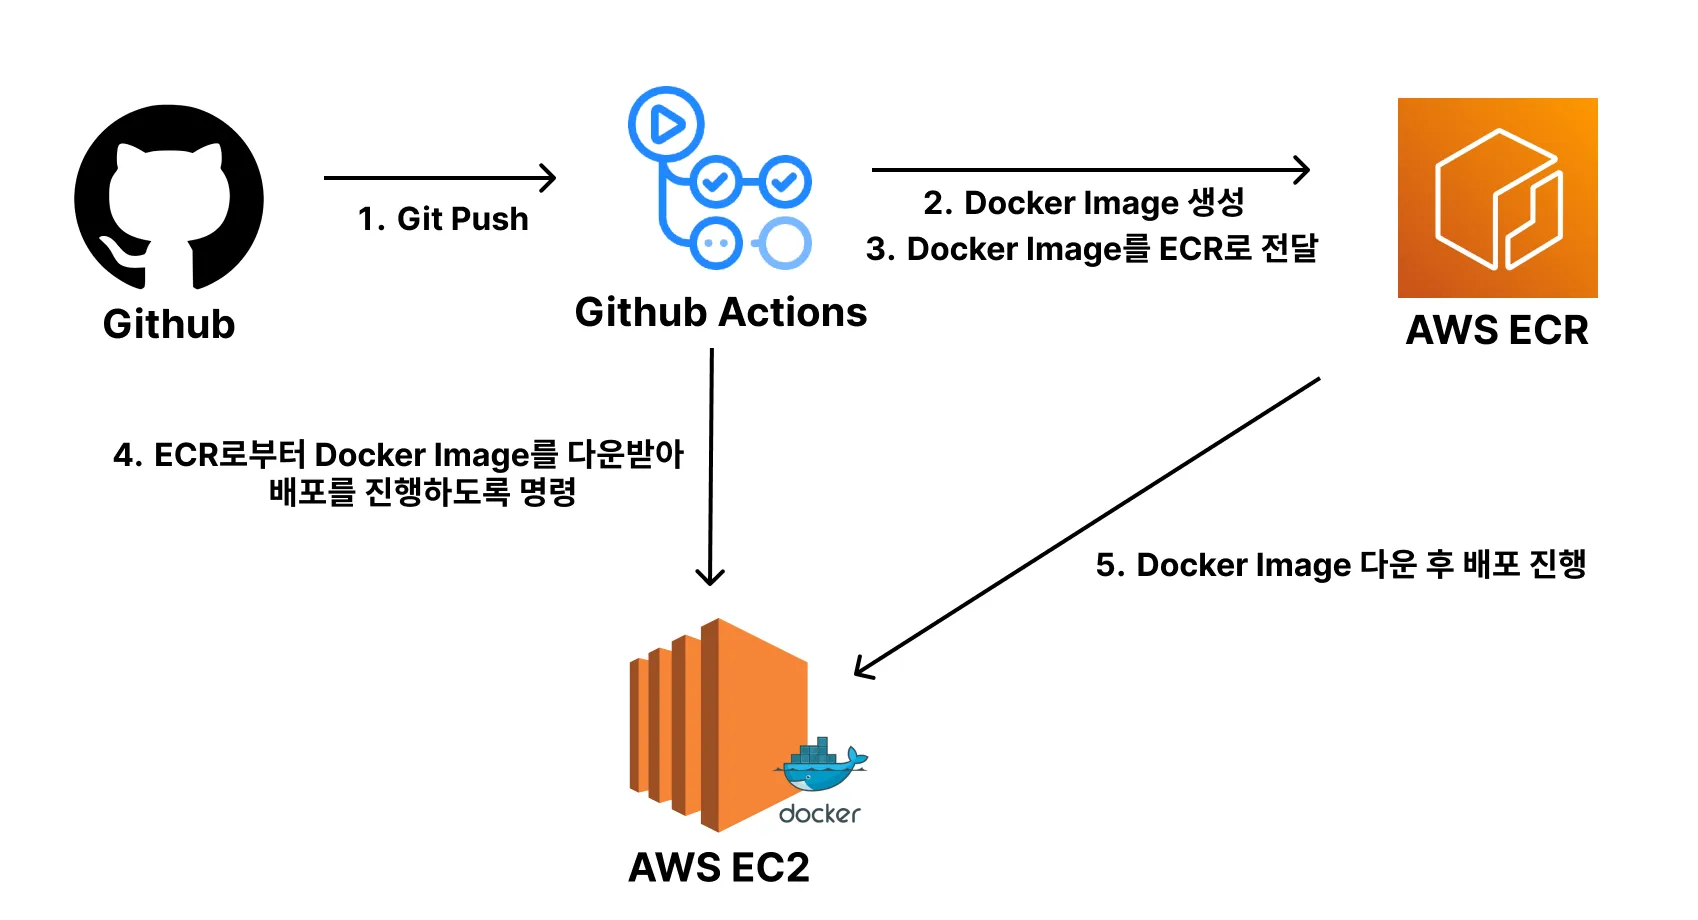 1. Git Push
2. Docker Image 생성
3. Docker Image를 ECR로 전달
Github
Github Actions
AWS ECR
4. ECR로부터 Docker Image를 다운받아
배포를 진행하도록 명령
5. Docker Image 다운 후 배포 진행
docker
AWS EC2